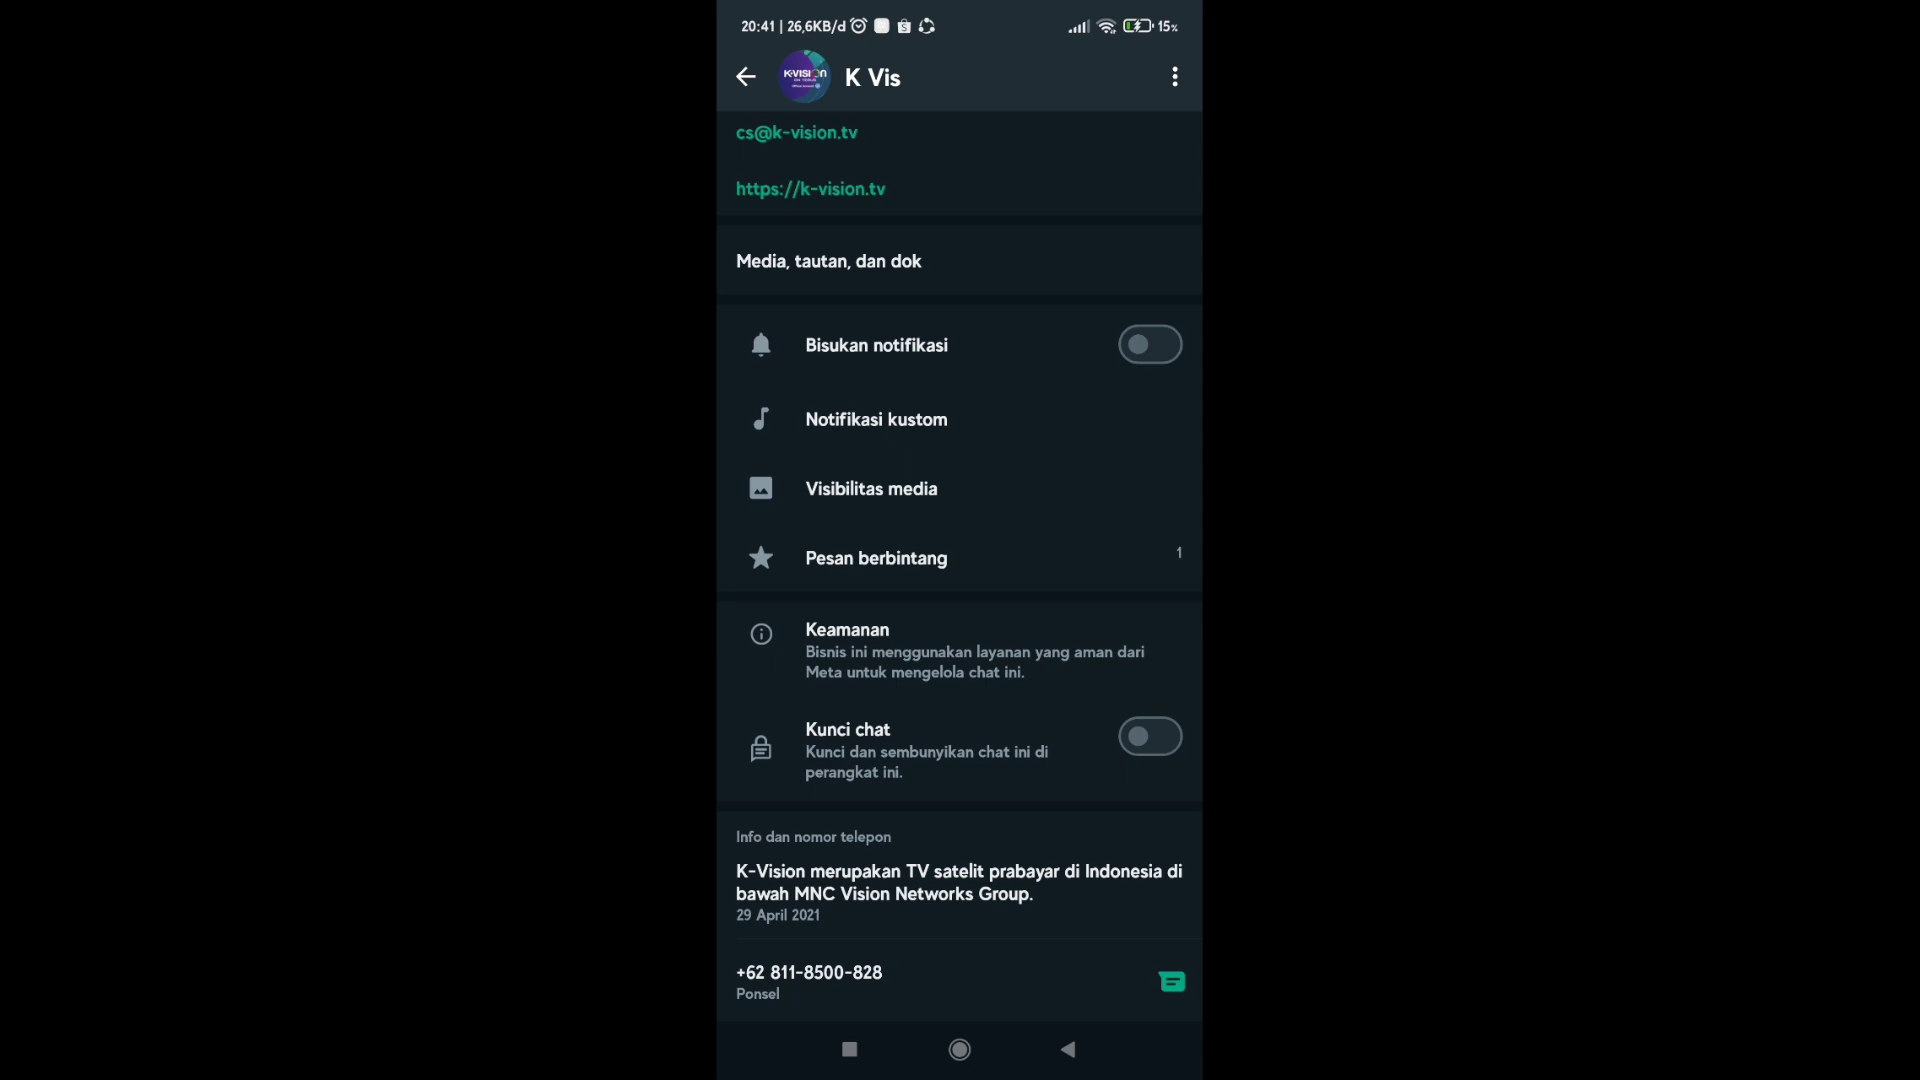 20:41 | 26,6KB/d
15%
K-VISION
K Vis
cs@k-vision.tv
https://k-vision.tv
Media, tautan, dan dok
Bisukan notifikasi
Notifikasi kustom
Visibilitas media
Pesan berbintang
1
Keamanan
Bisnis ini menggunakan layanan yang aman dari
Meta untuk mengelola chat ini.
Kunci chat
Kunci dan sembunyikan chat ini di
perangkat ini.
Info dan nomor telepon
K-Vision merupakan TV satelit prabayar di Indonesia di
bawah MNC Vision Networks Group.
29 April 2021
+62 811-8500-828
Ponsel